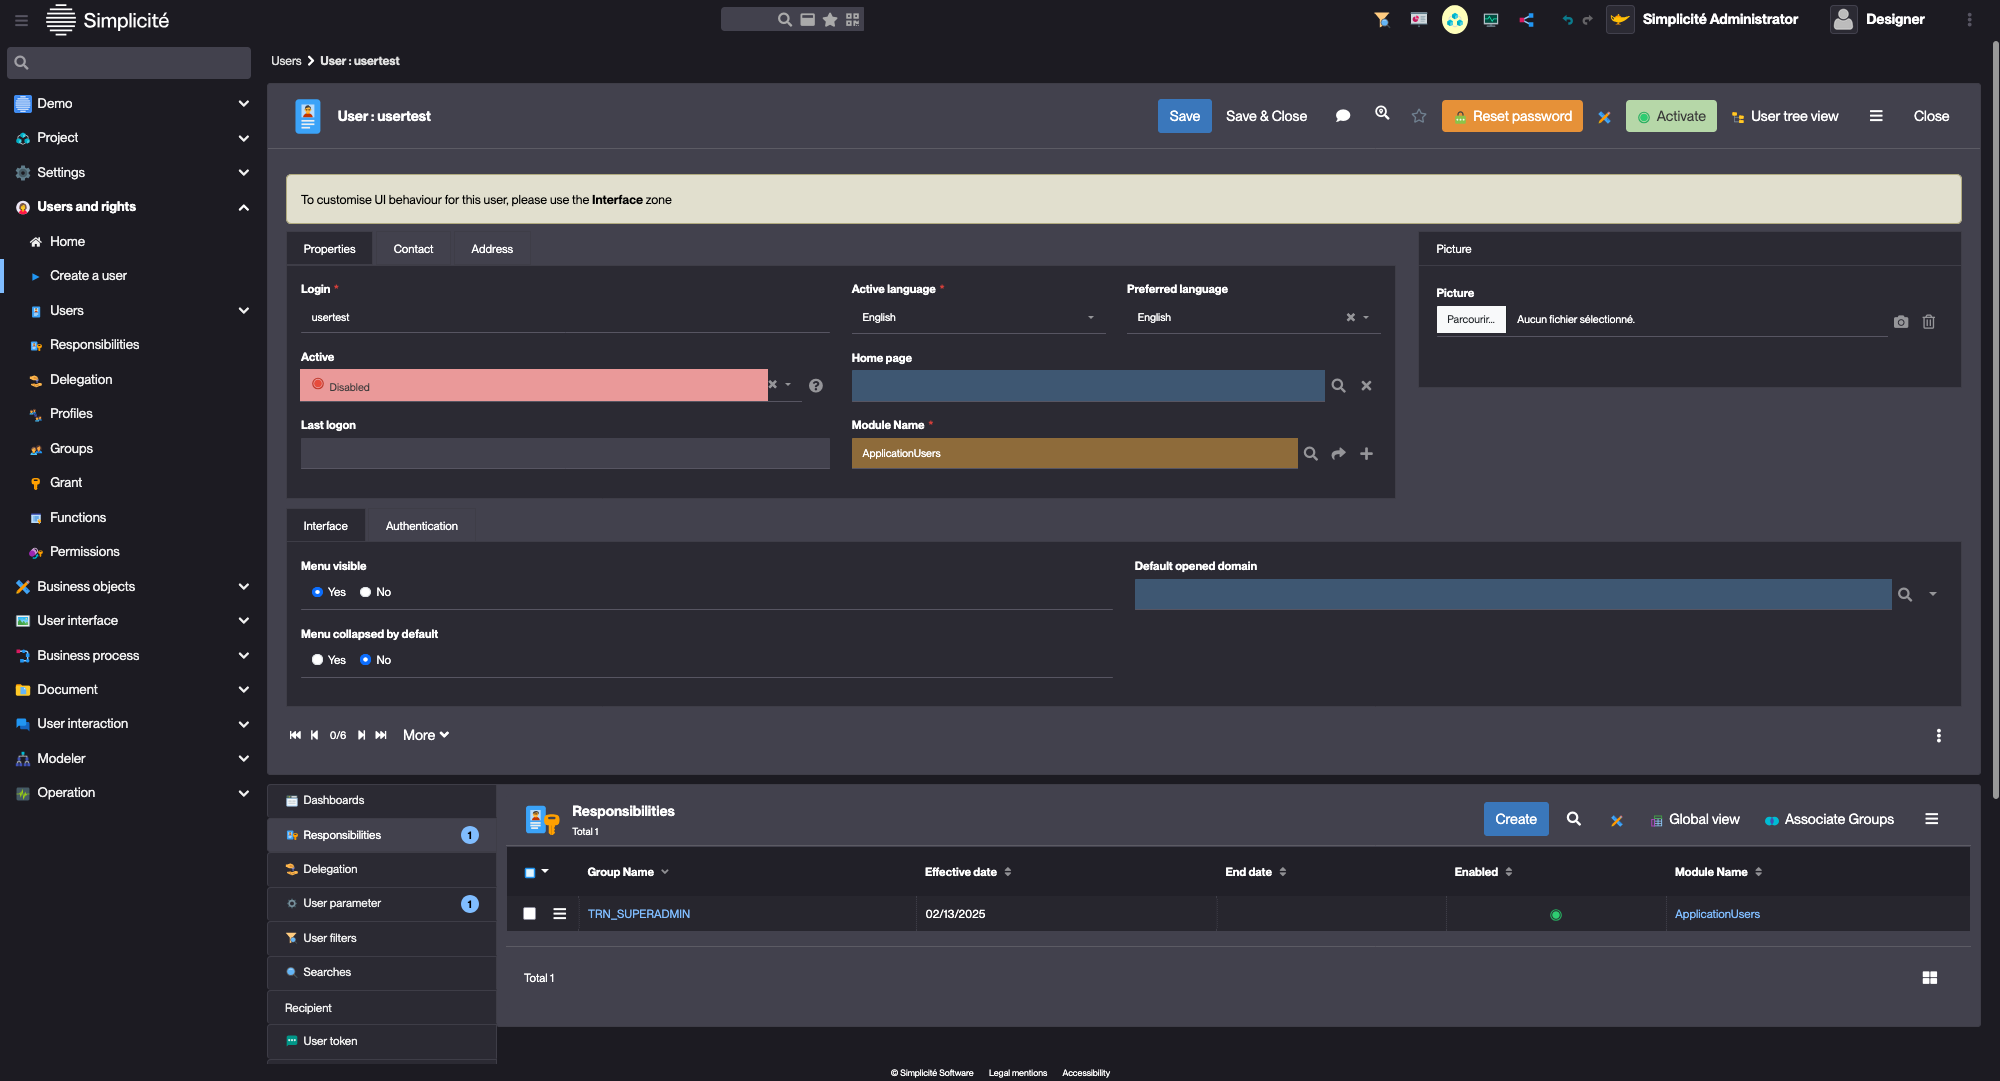 Simplicité
Simplicité Administrator
Designer
Users
User : usertest
Demo
Project
Settings
Users and rights
Home
Create a user
Users
Responsibilities
Delegation
Profiles
Groups
Grant
Functions
Permissions
Business objects
User interface
Business process
Document
User interaction
Modeler
Operation
User : usertest
Save
Save & Close
Reset password
Activate
User tree view
Close
To customise UI behaviour for this user, please use the Interface zone
Properties
Contact
Address
Login *
usertest
Active language *
English
Preferred language
English
Active
Disabled
Home page
Last logon
Module Name *
ApplicationUsers
Picture
Picture
Parcourir...
Aucun fichier sélectionné.
Interface
Authentication
Menu visible
Yes No
Default opened domain
Menu collapsed by default
Yes No
0/6
More
Dashboards
Responsibilities 1
Delegation
User parameter 1
User filters
Searches
Recipient
User token
Responsibilities
Total 1
Create
Global view
Associate Groups
Group Name Effective date End date Enabled Module Name
TRN_SUPERADMIN 02/13/2025 ApplicationUsers
Total 1
© Simplicité Software Legal mentions Accessibility